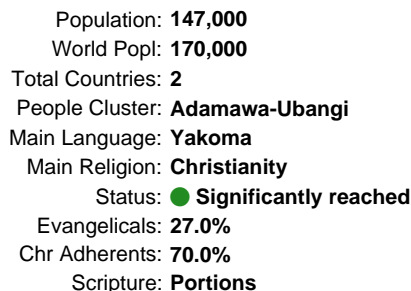 Population: 147,000
World Popl: 170,000
Total Countries: 2
People Cluster: Adamawa-Ubangi
Main Language: Yakoma
Main Religion: Christianity
Status: Significantly reached
Evangelicals: 27.0%
Chr Adherents: 70.0%
Scripture: Portions